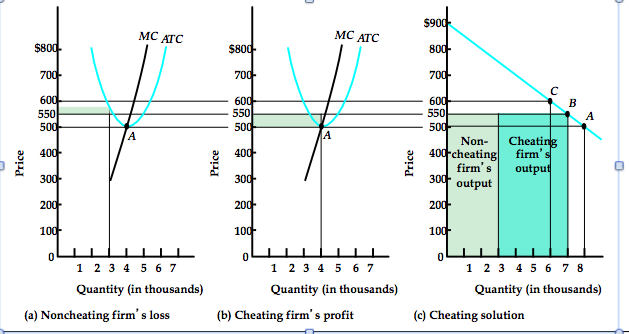 MC ATC
$800
700
600
550
500
400
300
200
100
0
A
Price
1 2 3 4 5 6 7
Quantity (in thousands)
(a) Noncheating firm's loss
MC ATC
$800
700
600
550
500
400
300
200
100
0
A
Price
1 2 3 4 5 6 7
Quantity (in thousands)
(b) Cheating firm's profit
$900
800
700
600
550
500
400
300
200
100
0
C
B
A
Non-
cheating
firm's
output
Cheating
firm's
output
Price
1 2 3 4 5 6 7 8
Quantity (in thousands)
(c) Cheating solution